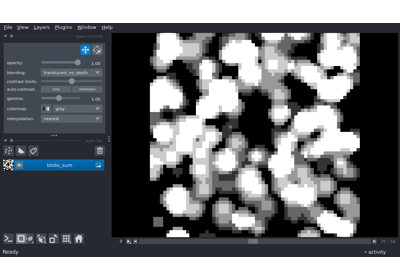 File View Layers Plugins Window Help
opacity: 1.00
blending: translucent_no_depth
contrast limits:
auto-contrast: once continuous
gamma: 1.00
colormap: gray
interpolation: nearest
blobs_sum
Ready
activity